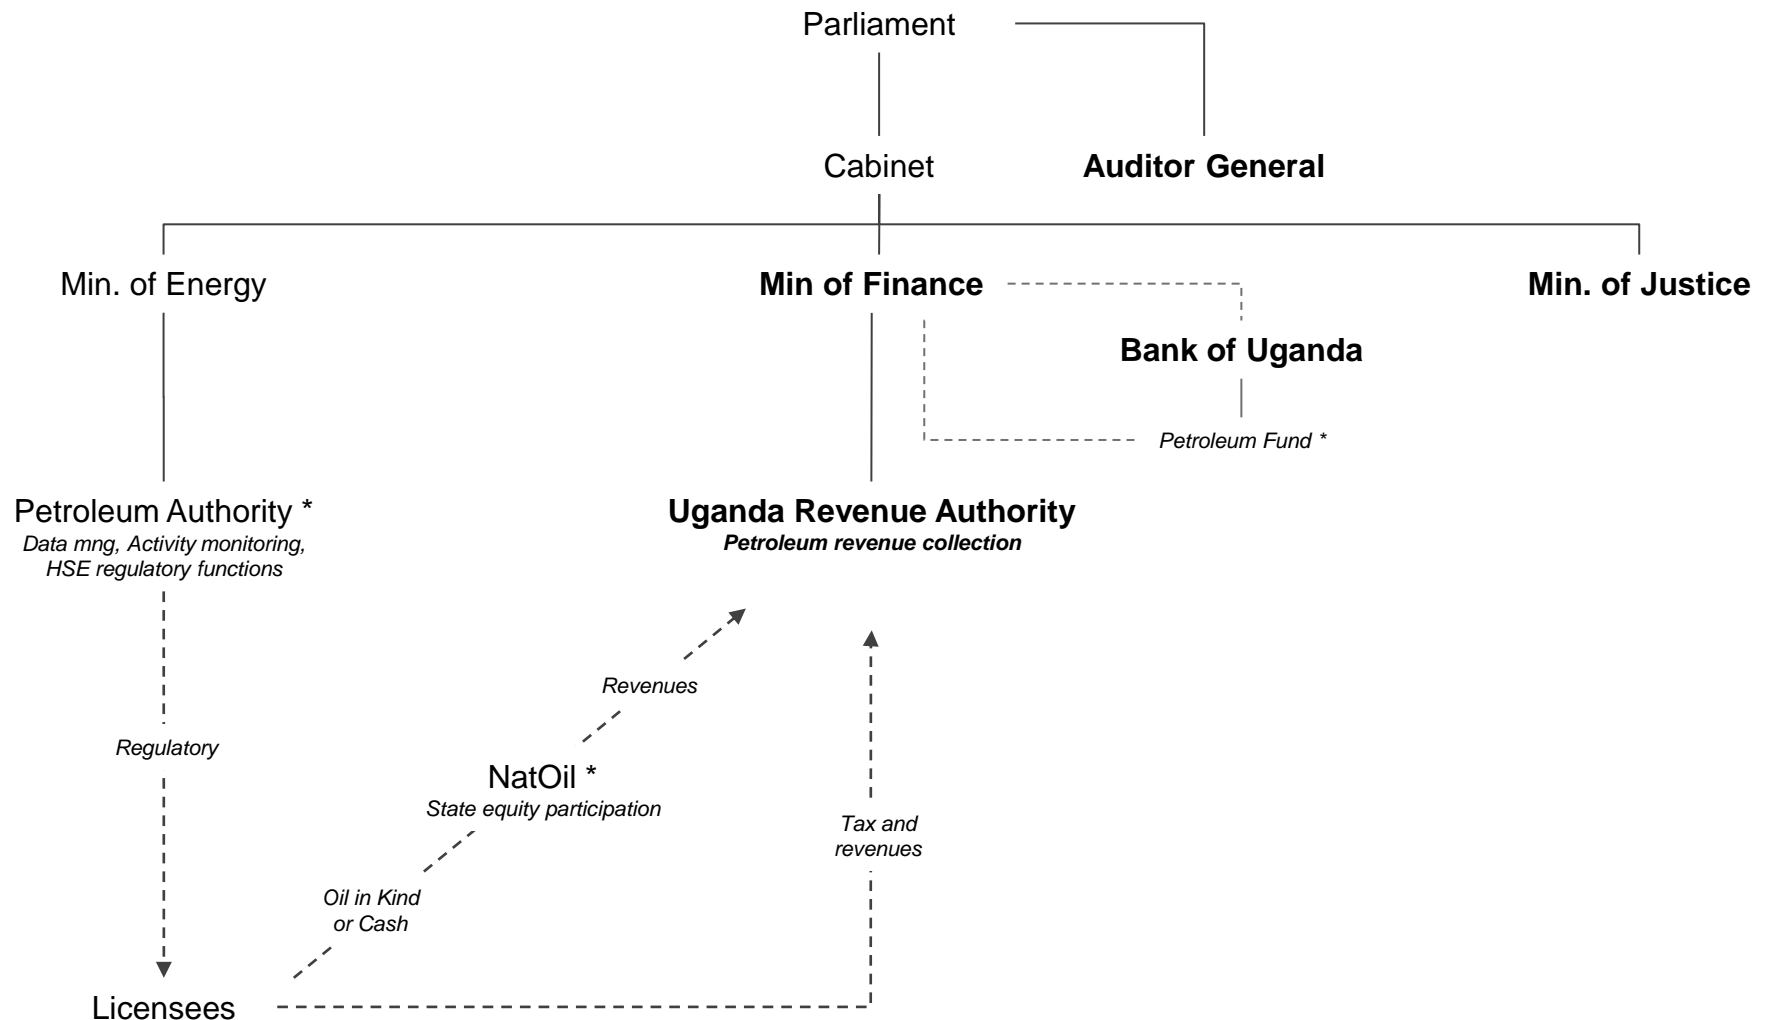 Parliament
Cabinet
Auditor General
Min. of Energy
Min of Finance
Min. of Justice
Bank of Uganda
Petroleum Fund *
Petroleum Authority *
Data mng, Activity monitoring,
HSE regulatory functions
Uganda Revenue Authority
Petroleum revenue collection
Revenues
Regulatory
NatOil *
State equity participation
Tax and
revenues
Oil in Kind
or Cash
Licensees